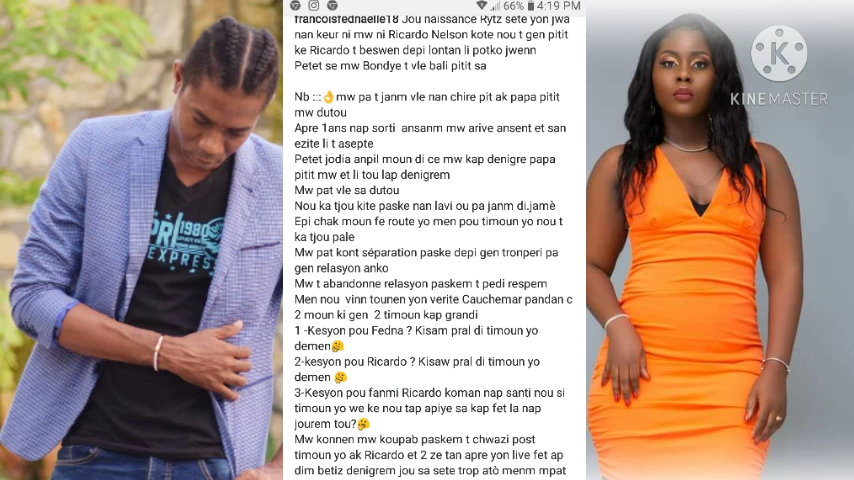 66% 4:19 PM
francoisfednaelle18 Jou naissance Rytz sete yon jwa
nan keur ni mw ni Ricardo Nelson kote nou t gen pitit
ke Ricardo t beswen depi lontan li potko jwenn
Petet se mw Bondye t vle bali pitit sa
Nb :::👌mw pa t janm vle nan chire pit ak papa pitit
mw dutou
Apre 1ans nap sorti ansanm mw arive ansent et san
ezite li t asepte
Petet jodia anpil moun di ce mw kap denigre papa
pitit mw et li tou lap denigrem
Mw pat vle sa dutou
Nou ka tjou kite paske nan lavi ou pa janm di.jamè
Epi chak moun fe route yo men pou timoun yo nou t
ka tjou pale
Mw pat kont séparation paske depi gen tronperi pa
gen relasyon anko
Mw t abandonne relasyon paskem t pedi respem
Men nou vinn tounen yon verite Cauchemar pandan c
2 moun ki gen 2 timoun kap grandi
1 -Kesyon pou Fedna ? Kisam pral di timoun yo
demen🤔
2-kesyon pou Ricardo ? Kisaw pral di timoun yo
demen 🤔
3-Kesyon pou fanmi Ricardo koman nap santi nou si
timoun yo we ke nou tap apiye sa kap fet la nap
jourem tou?🤔
Mw konnen mw koupab paskem t chwazi post
timoun yo ak Ricardo et 2 ze tan apre yon live fet ap
dim betiz denigrem jou sa sete trop atò menm mpat
1980
EXPRES
KINEMASTER